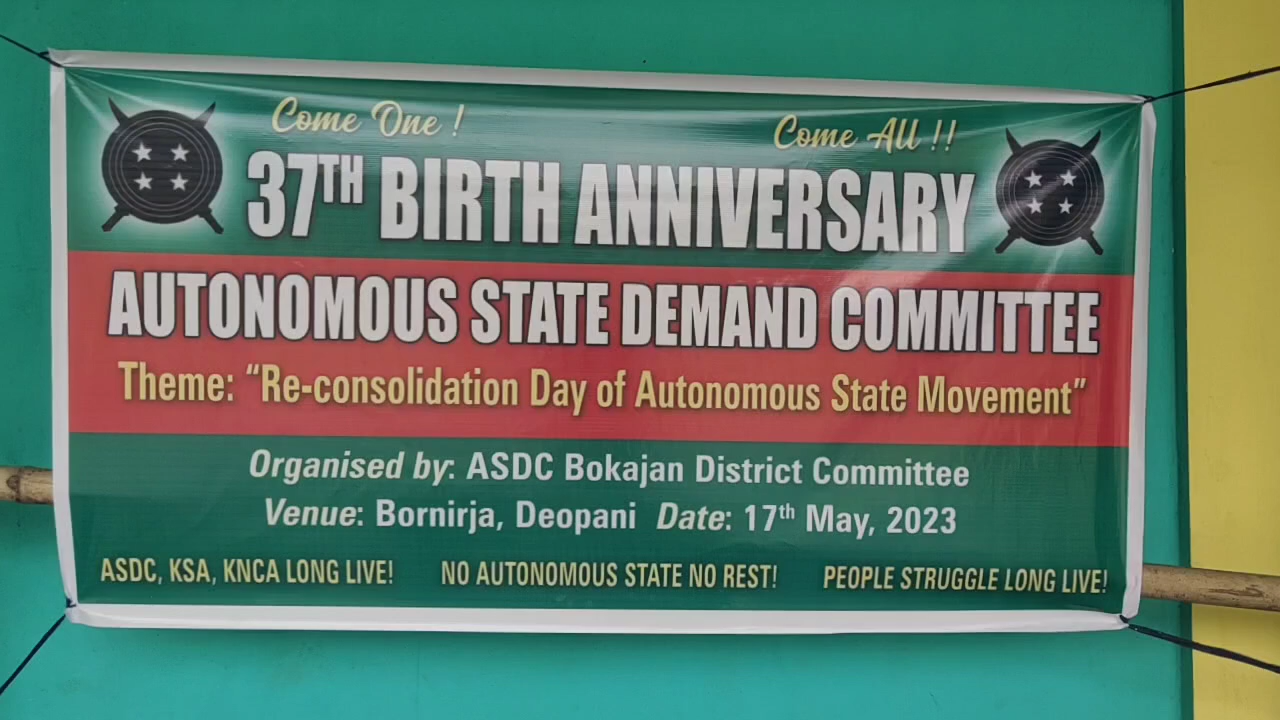 Come One ! Come All !!
37TH BIRTH ANNIVERSARY
AUTONOMOUS STATE DEMAND COMMITTEE
Theme: "Re-consolidation Day of Autonomous State Movement"
Organised by: ASDC Bokajan District Committee
Venue: Bornirja, Deopani Date: 17th May, 2023
ASDC, KSA, KNCA LONG LIVE! NO AUTONOMOUS STATE NO REST! PEOPLE STRUGGLE LONG LIVE!